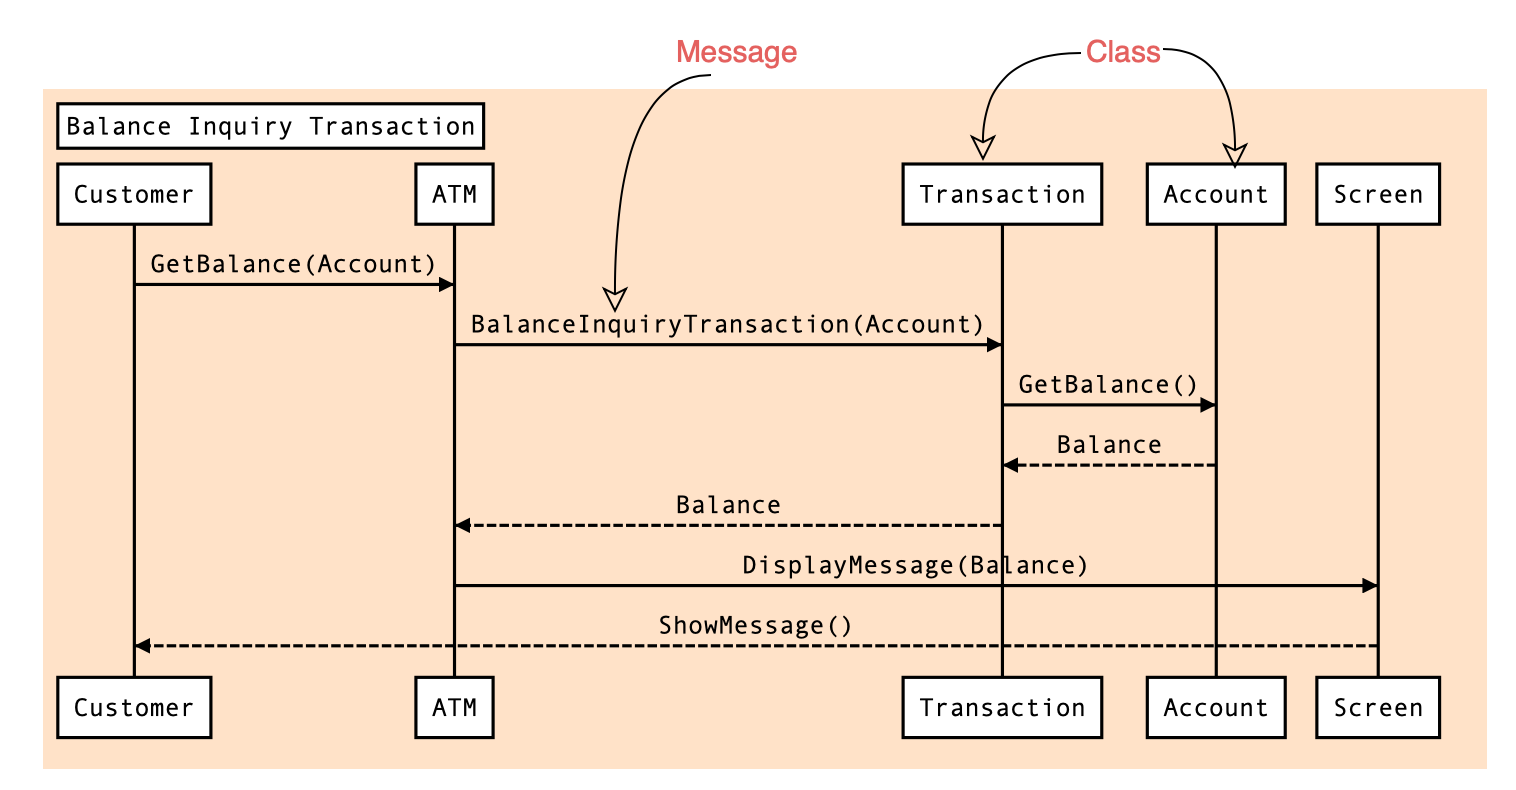 Message
Class
Balance Inquiry Transaction
Customer
ATM
Transaction
Account
Screen
GetBalance(Account)
BalanceInquiryTransaction(Account)
GetBalance()
Balance
Balance
DisplayMessage(Balance)
ShowMessage()
Customer
ATM
Transaction
Account
Screen